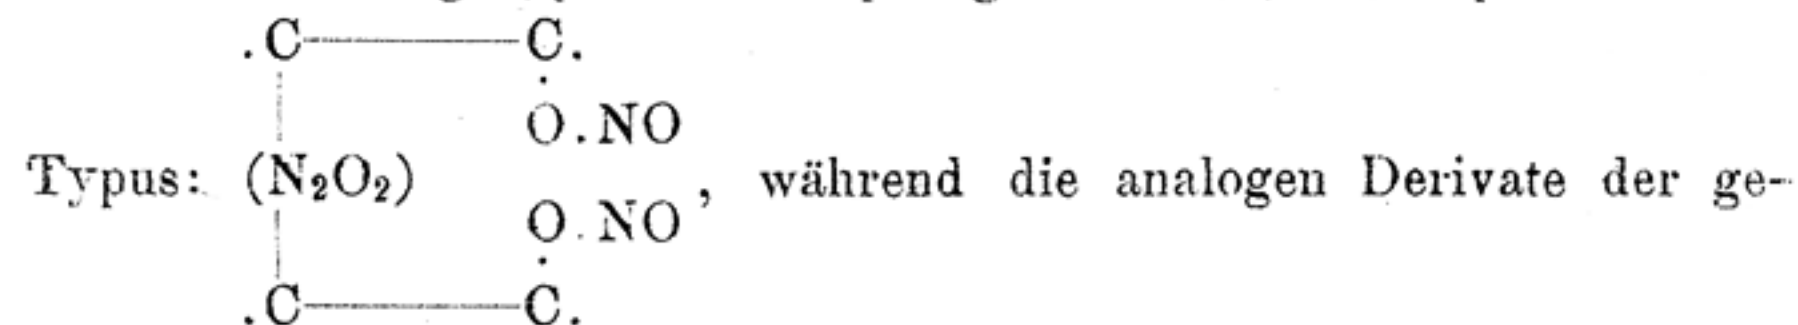 .C———C.
O.NO
Typus: (N₂O₂) , während die analogen Derivate der ge-
O.NO
.C———C.